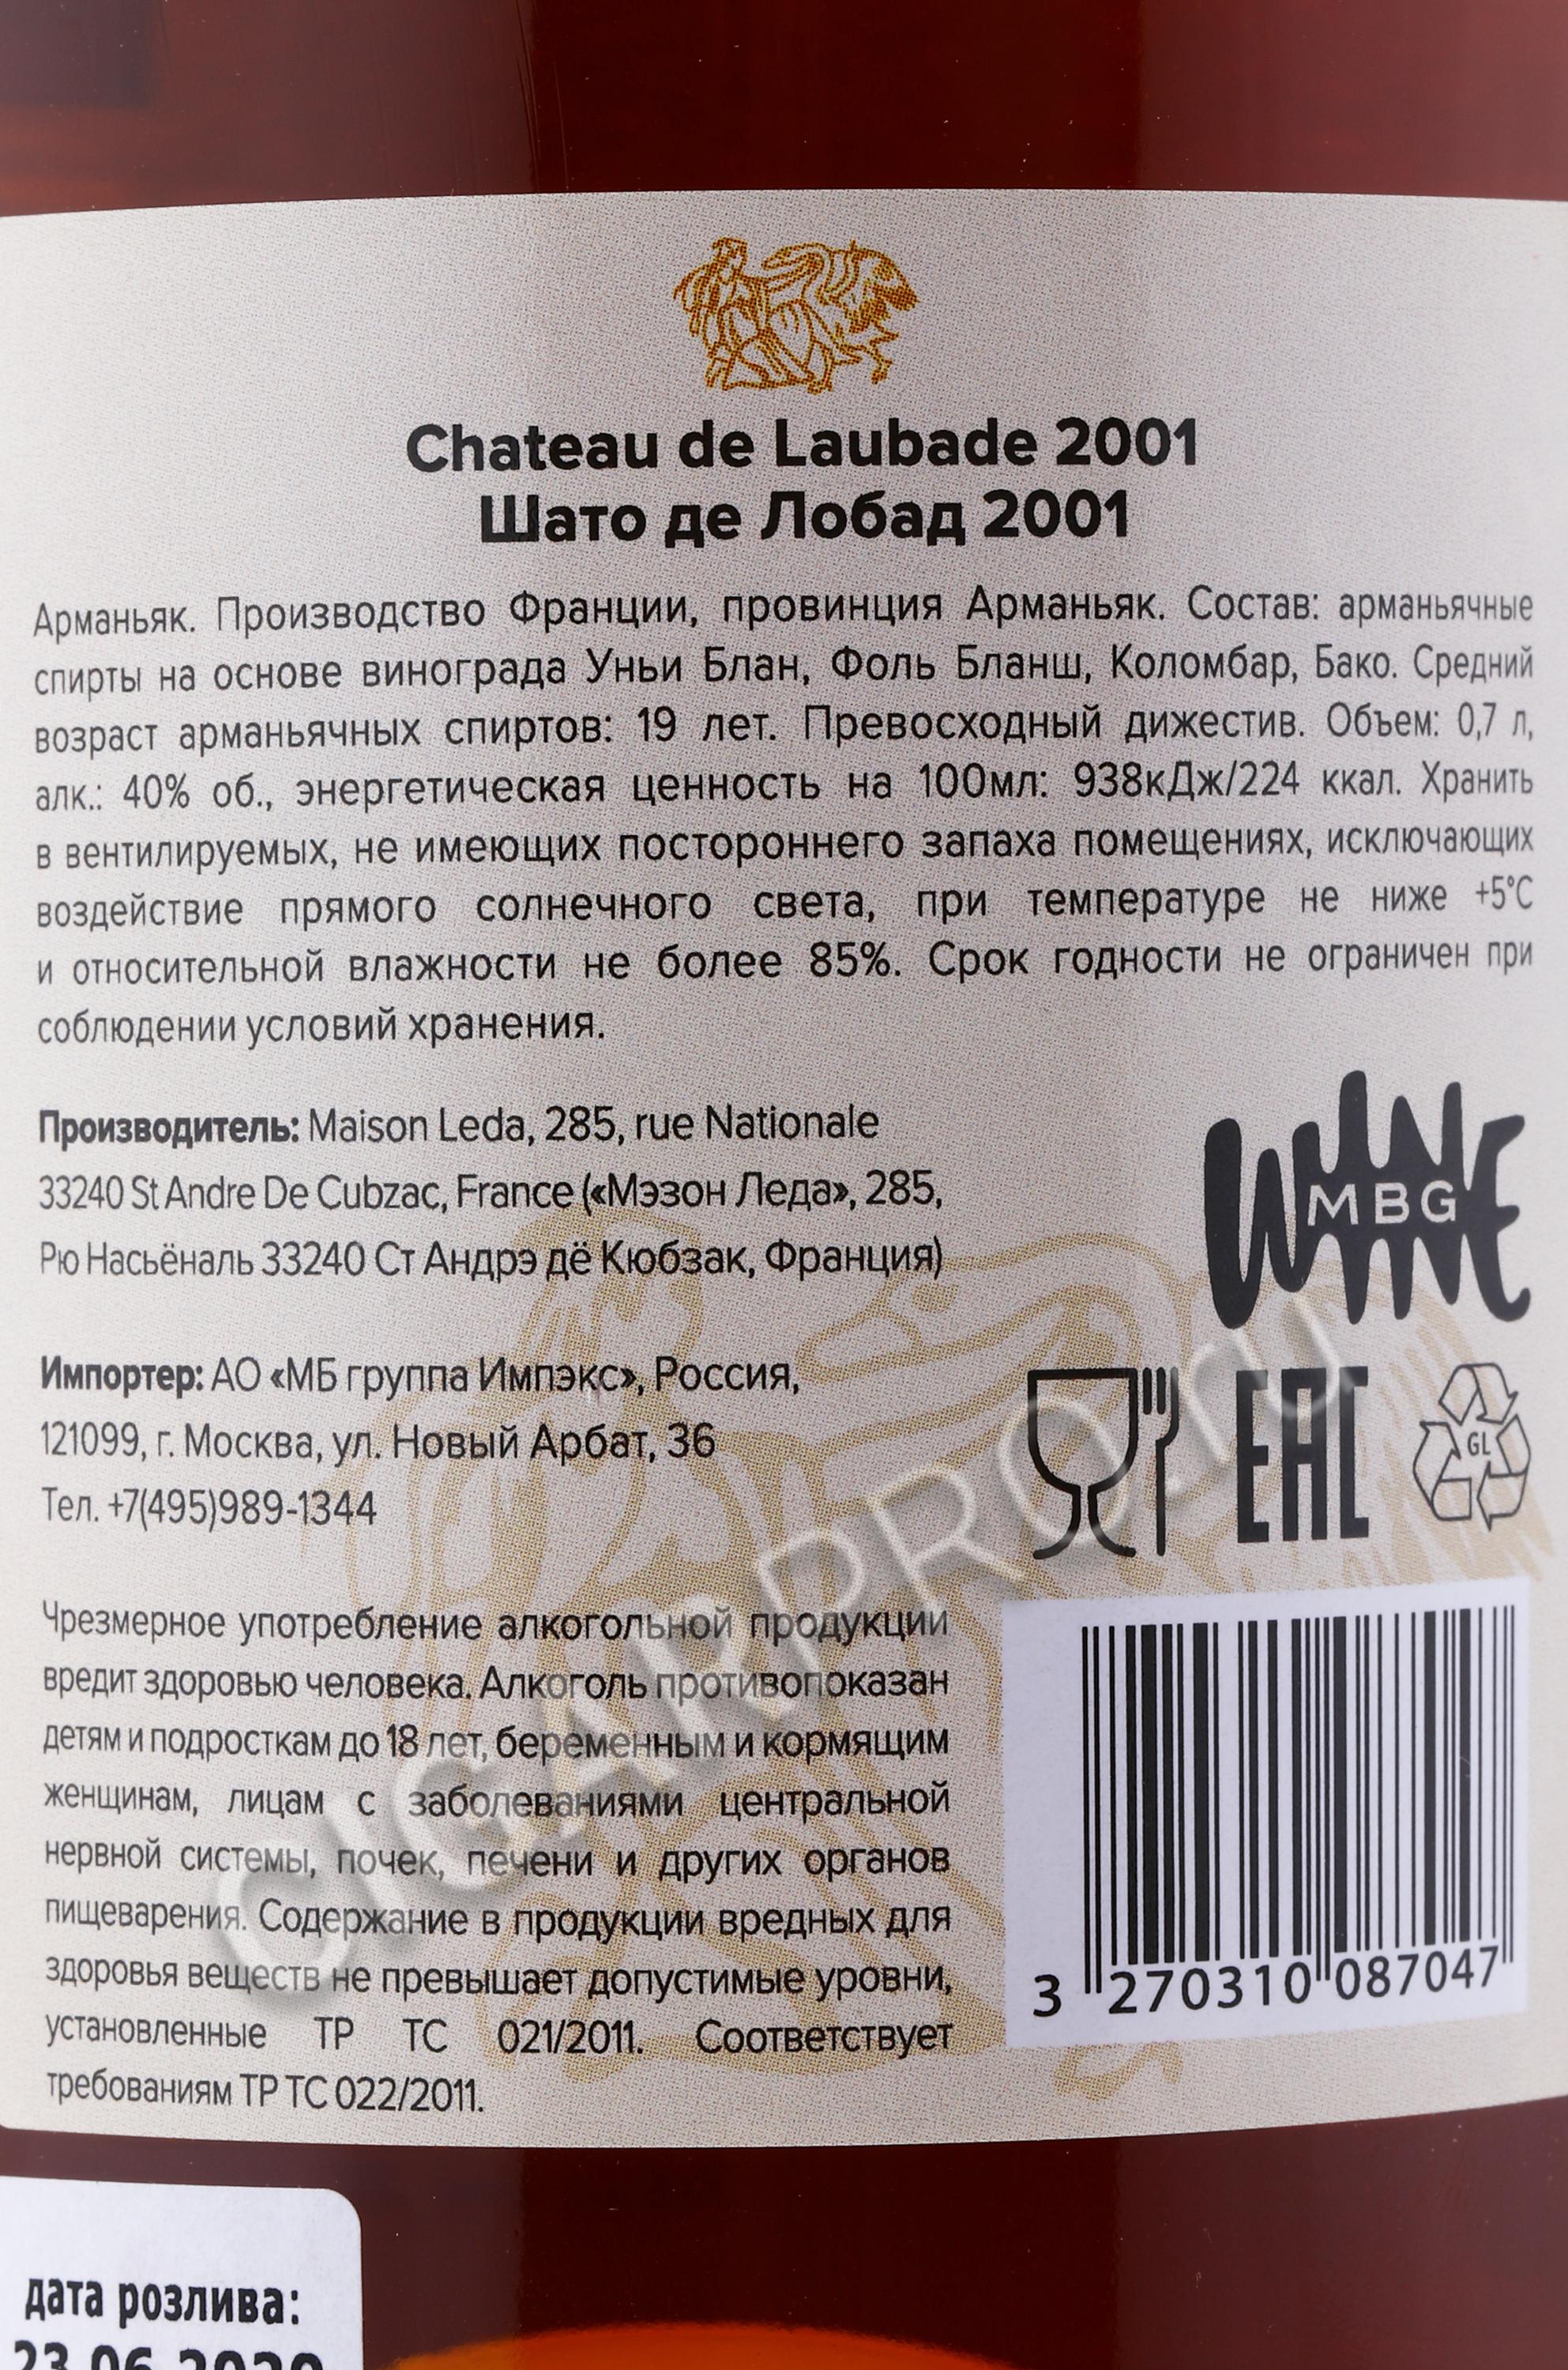 Chateau de Laubade 2001
Шато де Лобад 2001
Арманьяк. Производство Франции, провинция Арманьяк. Состав: арманьячные
спирты на основе винограда Уньи Блан, Фоль Бланш, Коломбар, Бако. Средний
возраст арманьячных спиртов: 19 лет. Превосходный дижестив. Объем: 0,7 л,
алк.: 40% об., энергетическая ценность на 100мл: 938кДж/224 ккал. Хранить
в вентилируемых, не имеющих постороннего запаха помещениях, исключающих
воздействие прямого солнечного света, при температуре не ниже +5°C
и относительной влажности не более 85%. Срок годности не ограничен при
соблюдении условий хранения.
Производитель: Maison Leda, 285, rue Nationale
33240 St Andre De Cubzac, France («Мэзон Леда», 285,
Рю Насьёналь 33240 Ст Андрэ дё Кюбзак, Франция)
WINE
MBG
Импортер: АО «МБ группа Импэкс», Россия,
121099, г. Москва, ул. Новый Арбат, 36
Тел. +7(495)989-1344
EAC
GL
Чрезмерное употребление алкогольной продукции
вредит здоровью человека. Алкоголь противопоказан
детям и подросткам до 18 лет, беременным и кормящим
женщинам, лицам с заболеваниями центральной
нервной системы, почек, печени и других органов
пищеварения. Содержание в продукции вредных для
здоровья веществ не превышает допустимые уровни,
установленные ТР ТС 021/2011. Соответствует
требованиям ТР ТС 022/2011.
3 270310 087047
CIGARPRO.RU
дата розлива:
23.06.2020